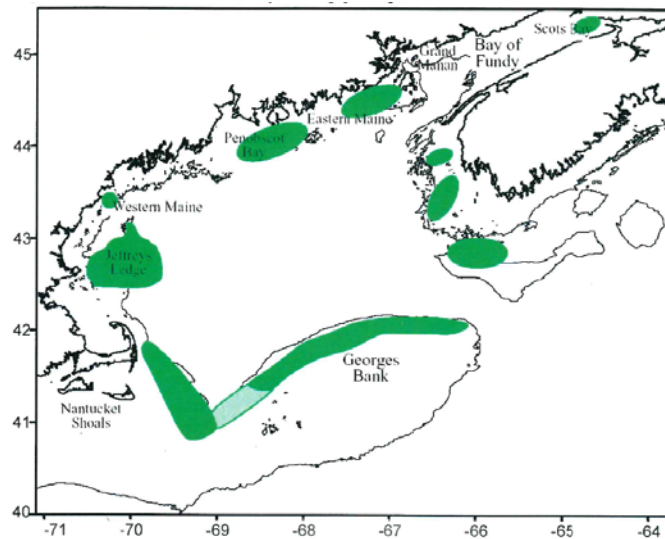 Scots Bay
45
Grand
Manan
Bay of
Fundy
Eastern Maine
Penobscot
Bay
44
Western Maine
43
Jeffreys
Ledge
42
Georges
Bank
Nantucket
Shoals
41
40
-71 -70 -69 -68 -67 -66 -65 -64